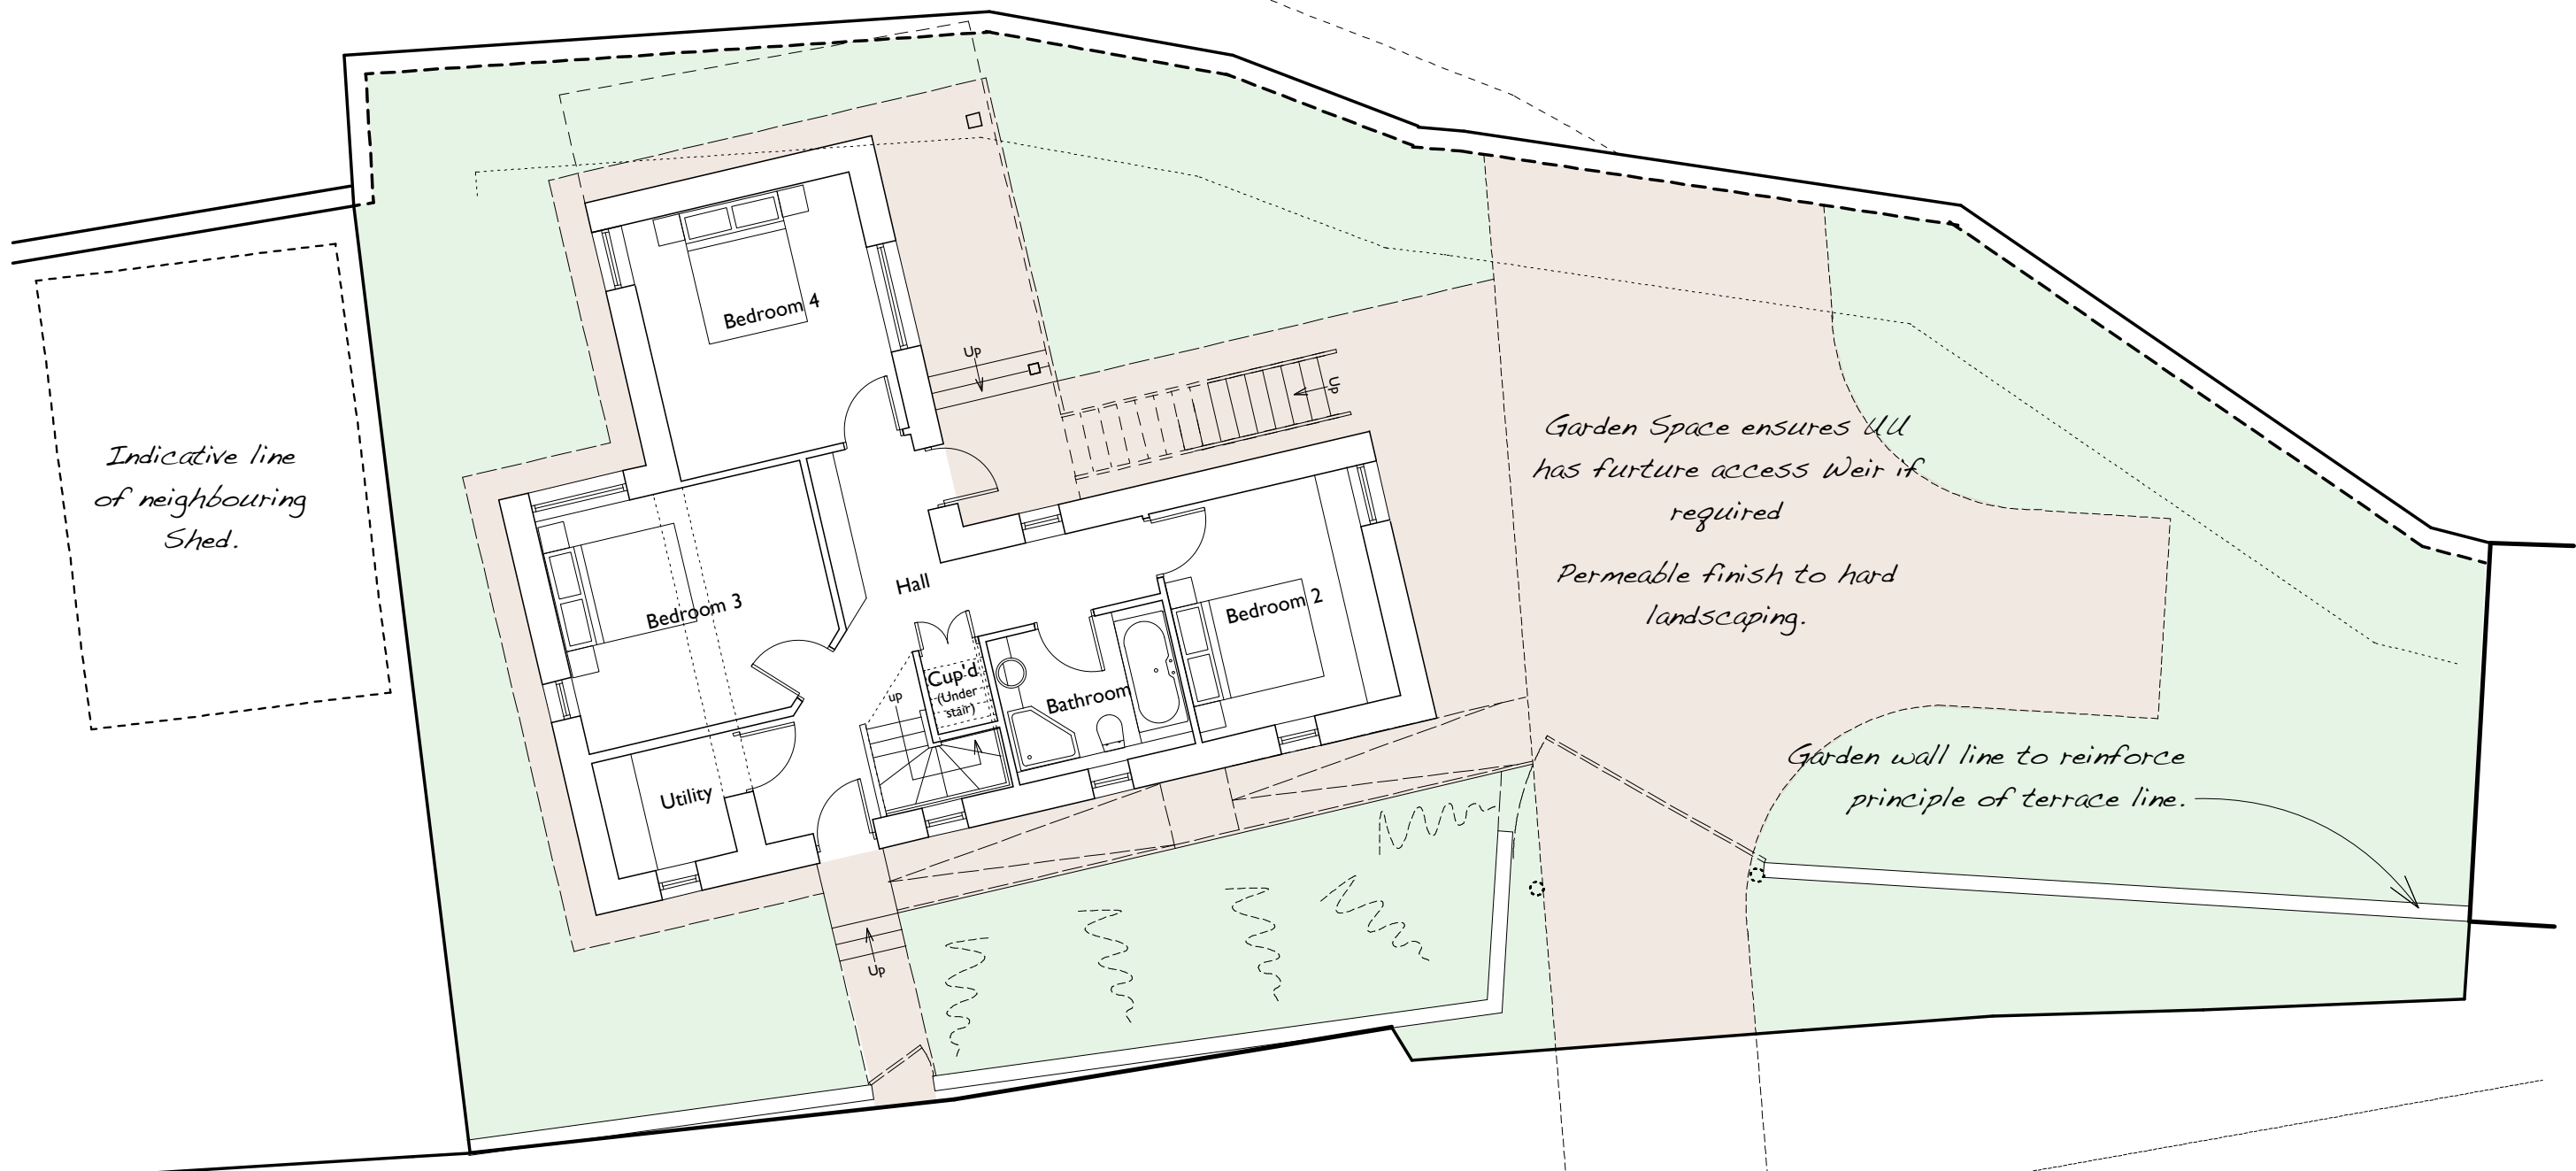 Bedroom 4
Up
Up
Indicative line
of neighbouring
Shed.
Garden Space ensures UU
has furture access Weir if
required
Permeable finish to hard
landscaping.
Hall
Bedroom 3
Bedroom 2
Cup'd
(Under
stair)
up
Bathroom
Utility
Garden wall line to reinforce
principle of terrace line.
Up